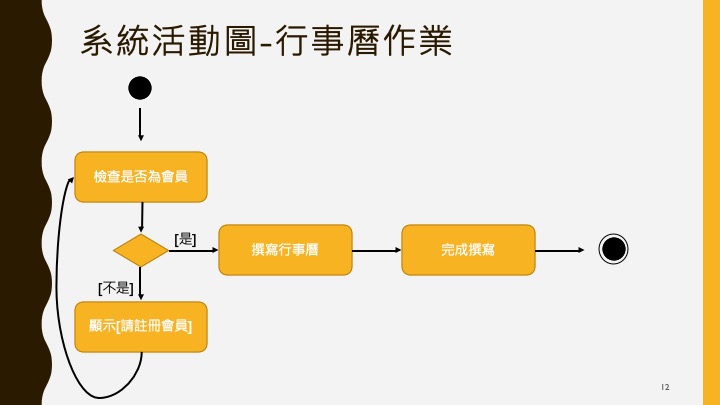 系統活動圖-行事曆作業
檢查是否為會員
[是]
撰寫行事曆
完成撰寫
[不是]
顯示[請註冊會員]
12